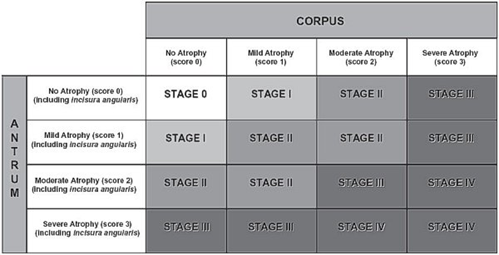 CORPUS
No Atrophy
(score 0)
Mild Atrophy
(score 1)
Moderate Atrophy
(score 2)
Severe Atrophy
(score 3)
ANTRUM
No Atrophy (score 0)
(including incisura angularis)
STAGE 0
STAGE I
STAGE II
STAGE III
Mild Atrophy (score 1)
(Including incisura angularis)
STAGE I
STAGE II
STAGE II
STAGE III
Moderate Atrophy (score 2)
(Including incisura angularis)
STAGE II
STAGE II
STAGE III
STAGE IV
Severe Atrophy (score 3)
(including incisura angularis)
STAGE III
STAGE III
STAGE IV
STAGE IV